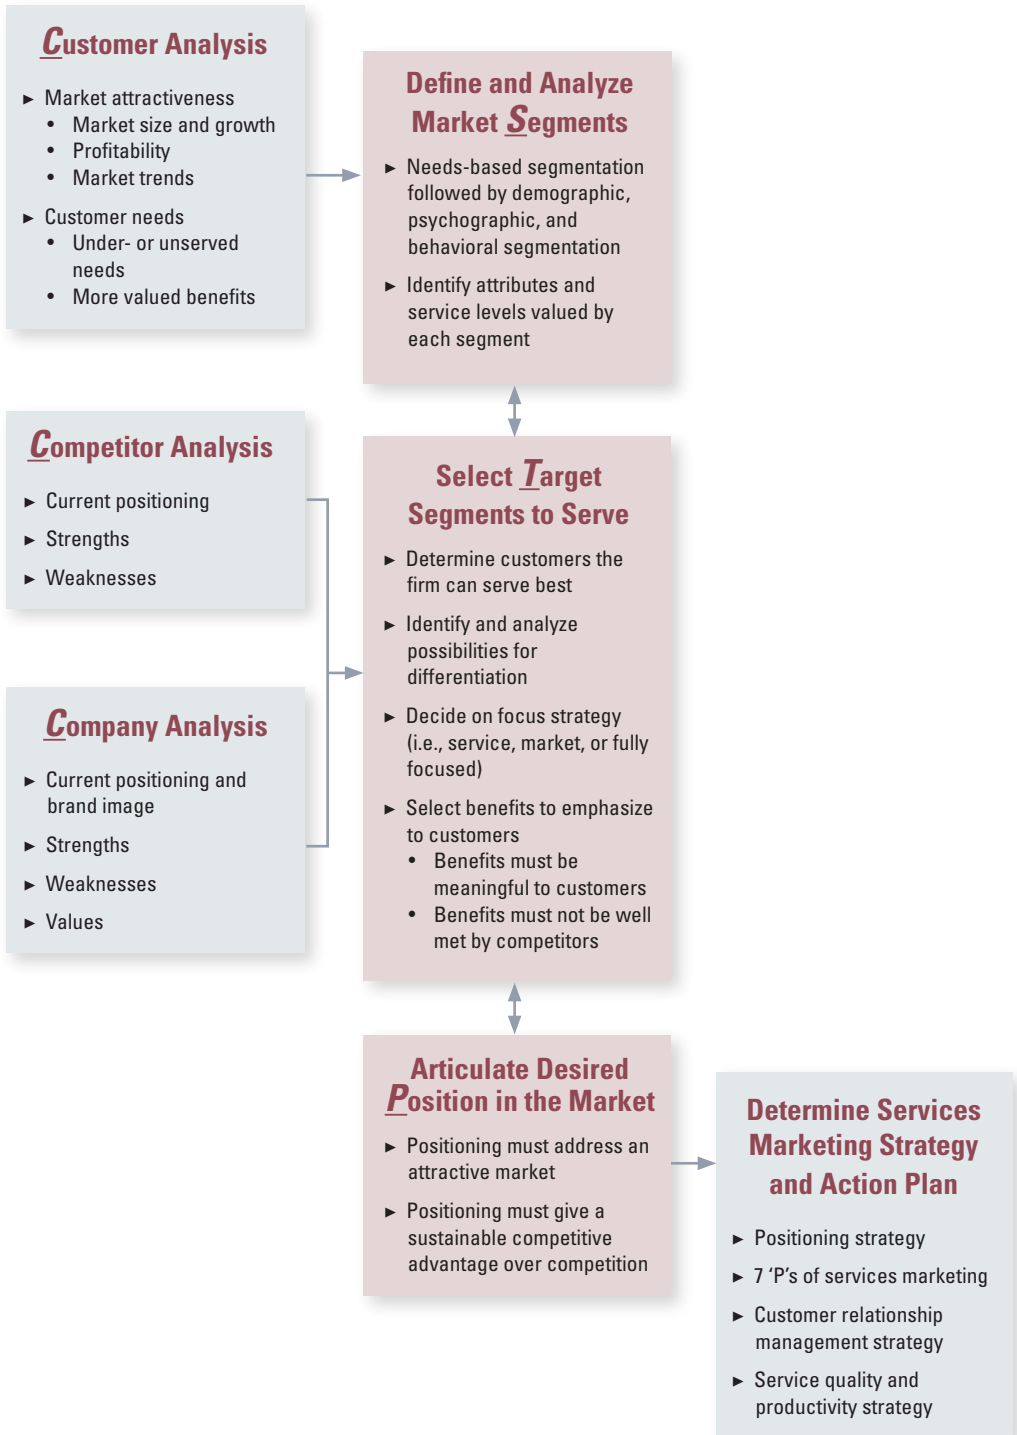 Customer Analysis
► Market attractiveness
• Market size and growth
• Profitability
• Market trends
► Customer needs
• Under- or unserved
needs
• More valued benefits
Define and Analyze
Market Segments
► Needs-based segmentation
followed by demographic,
psychographic, and
behavioral segmentation
► Identify attributes and
service levels valued by
each segment
Competitor Analysis
► Current positioning
► Strengths
► Weaknesses
Company Analysis
► Current positioning and
brand image
► Strengths
► Weaknesses
► Values
Select Target
Segments to Serve
► Determine customers the
firm can serve best
► Identify and analyze
possibilities for
differentiation
► Decide on focus strategy
(i.e., service, market, or fully
focused)
► Select benefits to emphasize
to customers
• Benefits must be
meaningful to customers
• Benefits must not be well
met by competitors
Articulate Desired
Position in the Market
► Positioning must address an
attractive market
► Positioning must give a
sustainable competitive
advantage over competition
Determine Services
Marketing Strategy
and Action Plan
► Positioning strategy
► 7 ‘P’s of services marketing
► Customer relationship
management strategy
► Service quality and
productivity strategy